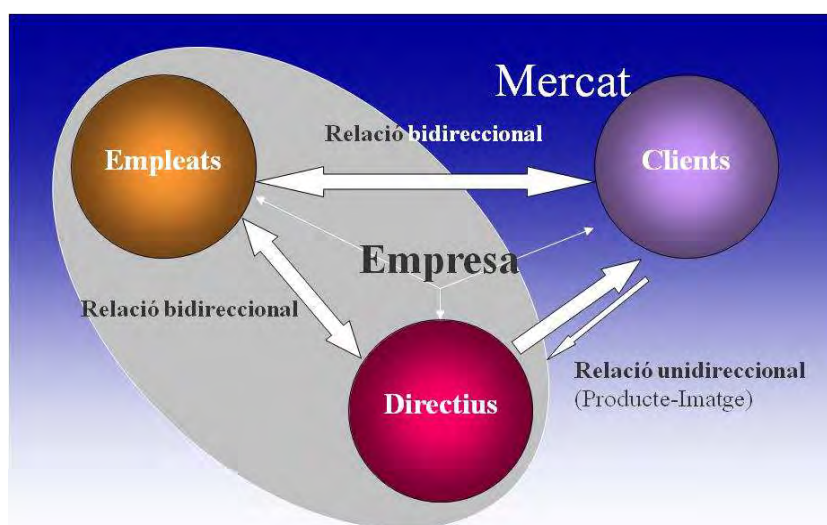 Mercat
Relació bidireccional
Empleats
Clients
Empresa
Relació bidireccional
Relació unidireccional
(Producte-Imatge)
Directius